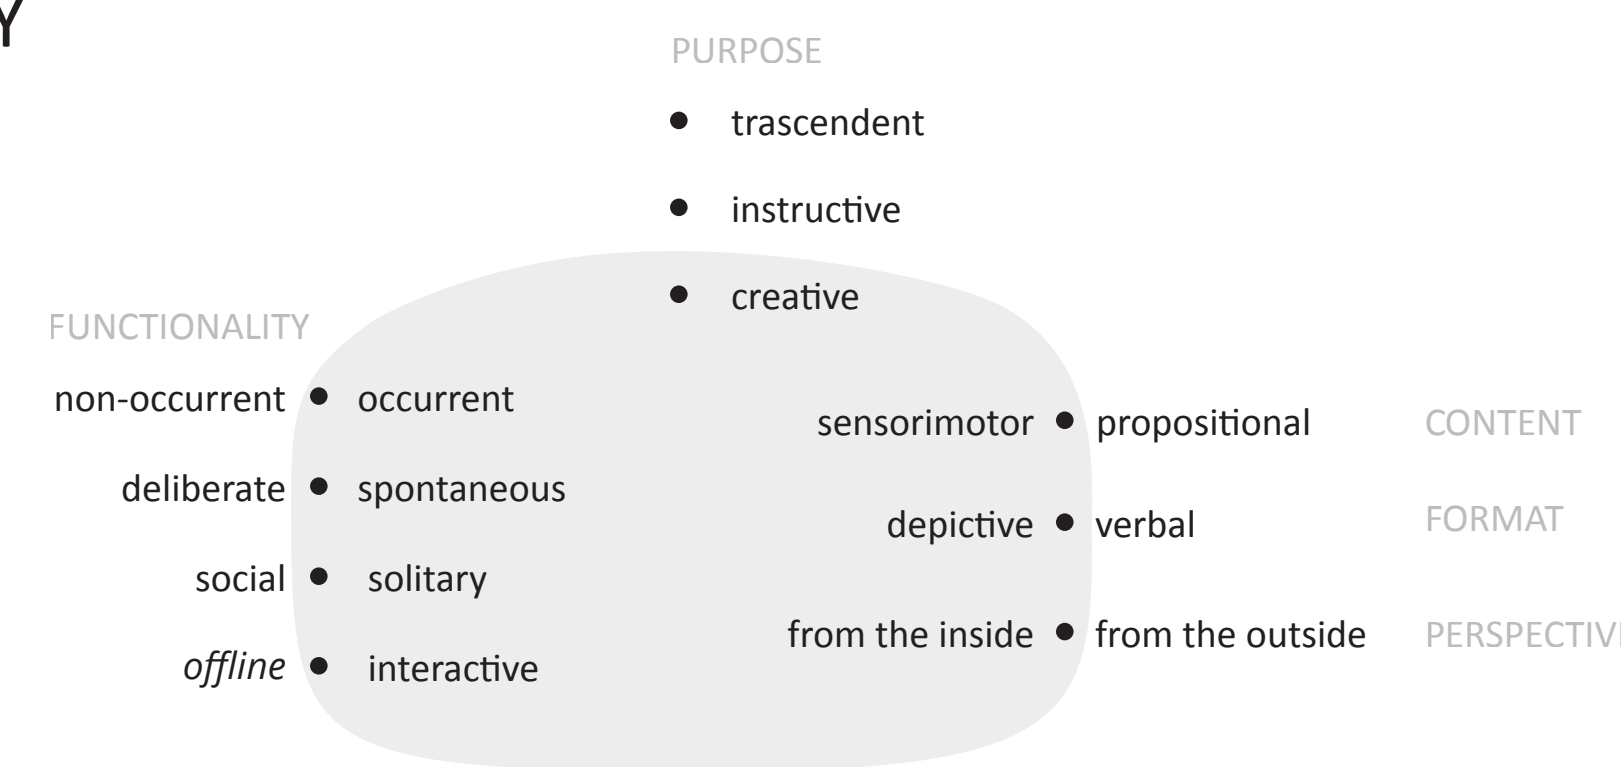 Y
PURPOSE
trascendent
instructive
creative
FUNCTIONALITY
non-occurrent • occurrent
deliberate • spontaneous
social • solitary
offline • interactive
sensorimotor • propositional CONTENT
depictive • verbal FORMAT
from the inside • from the outside PERSPECTIV